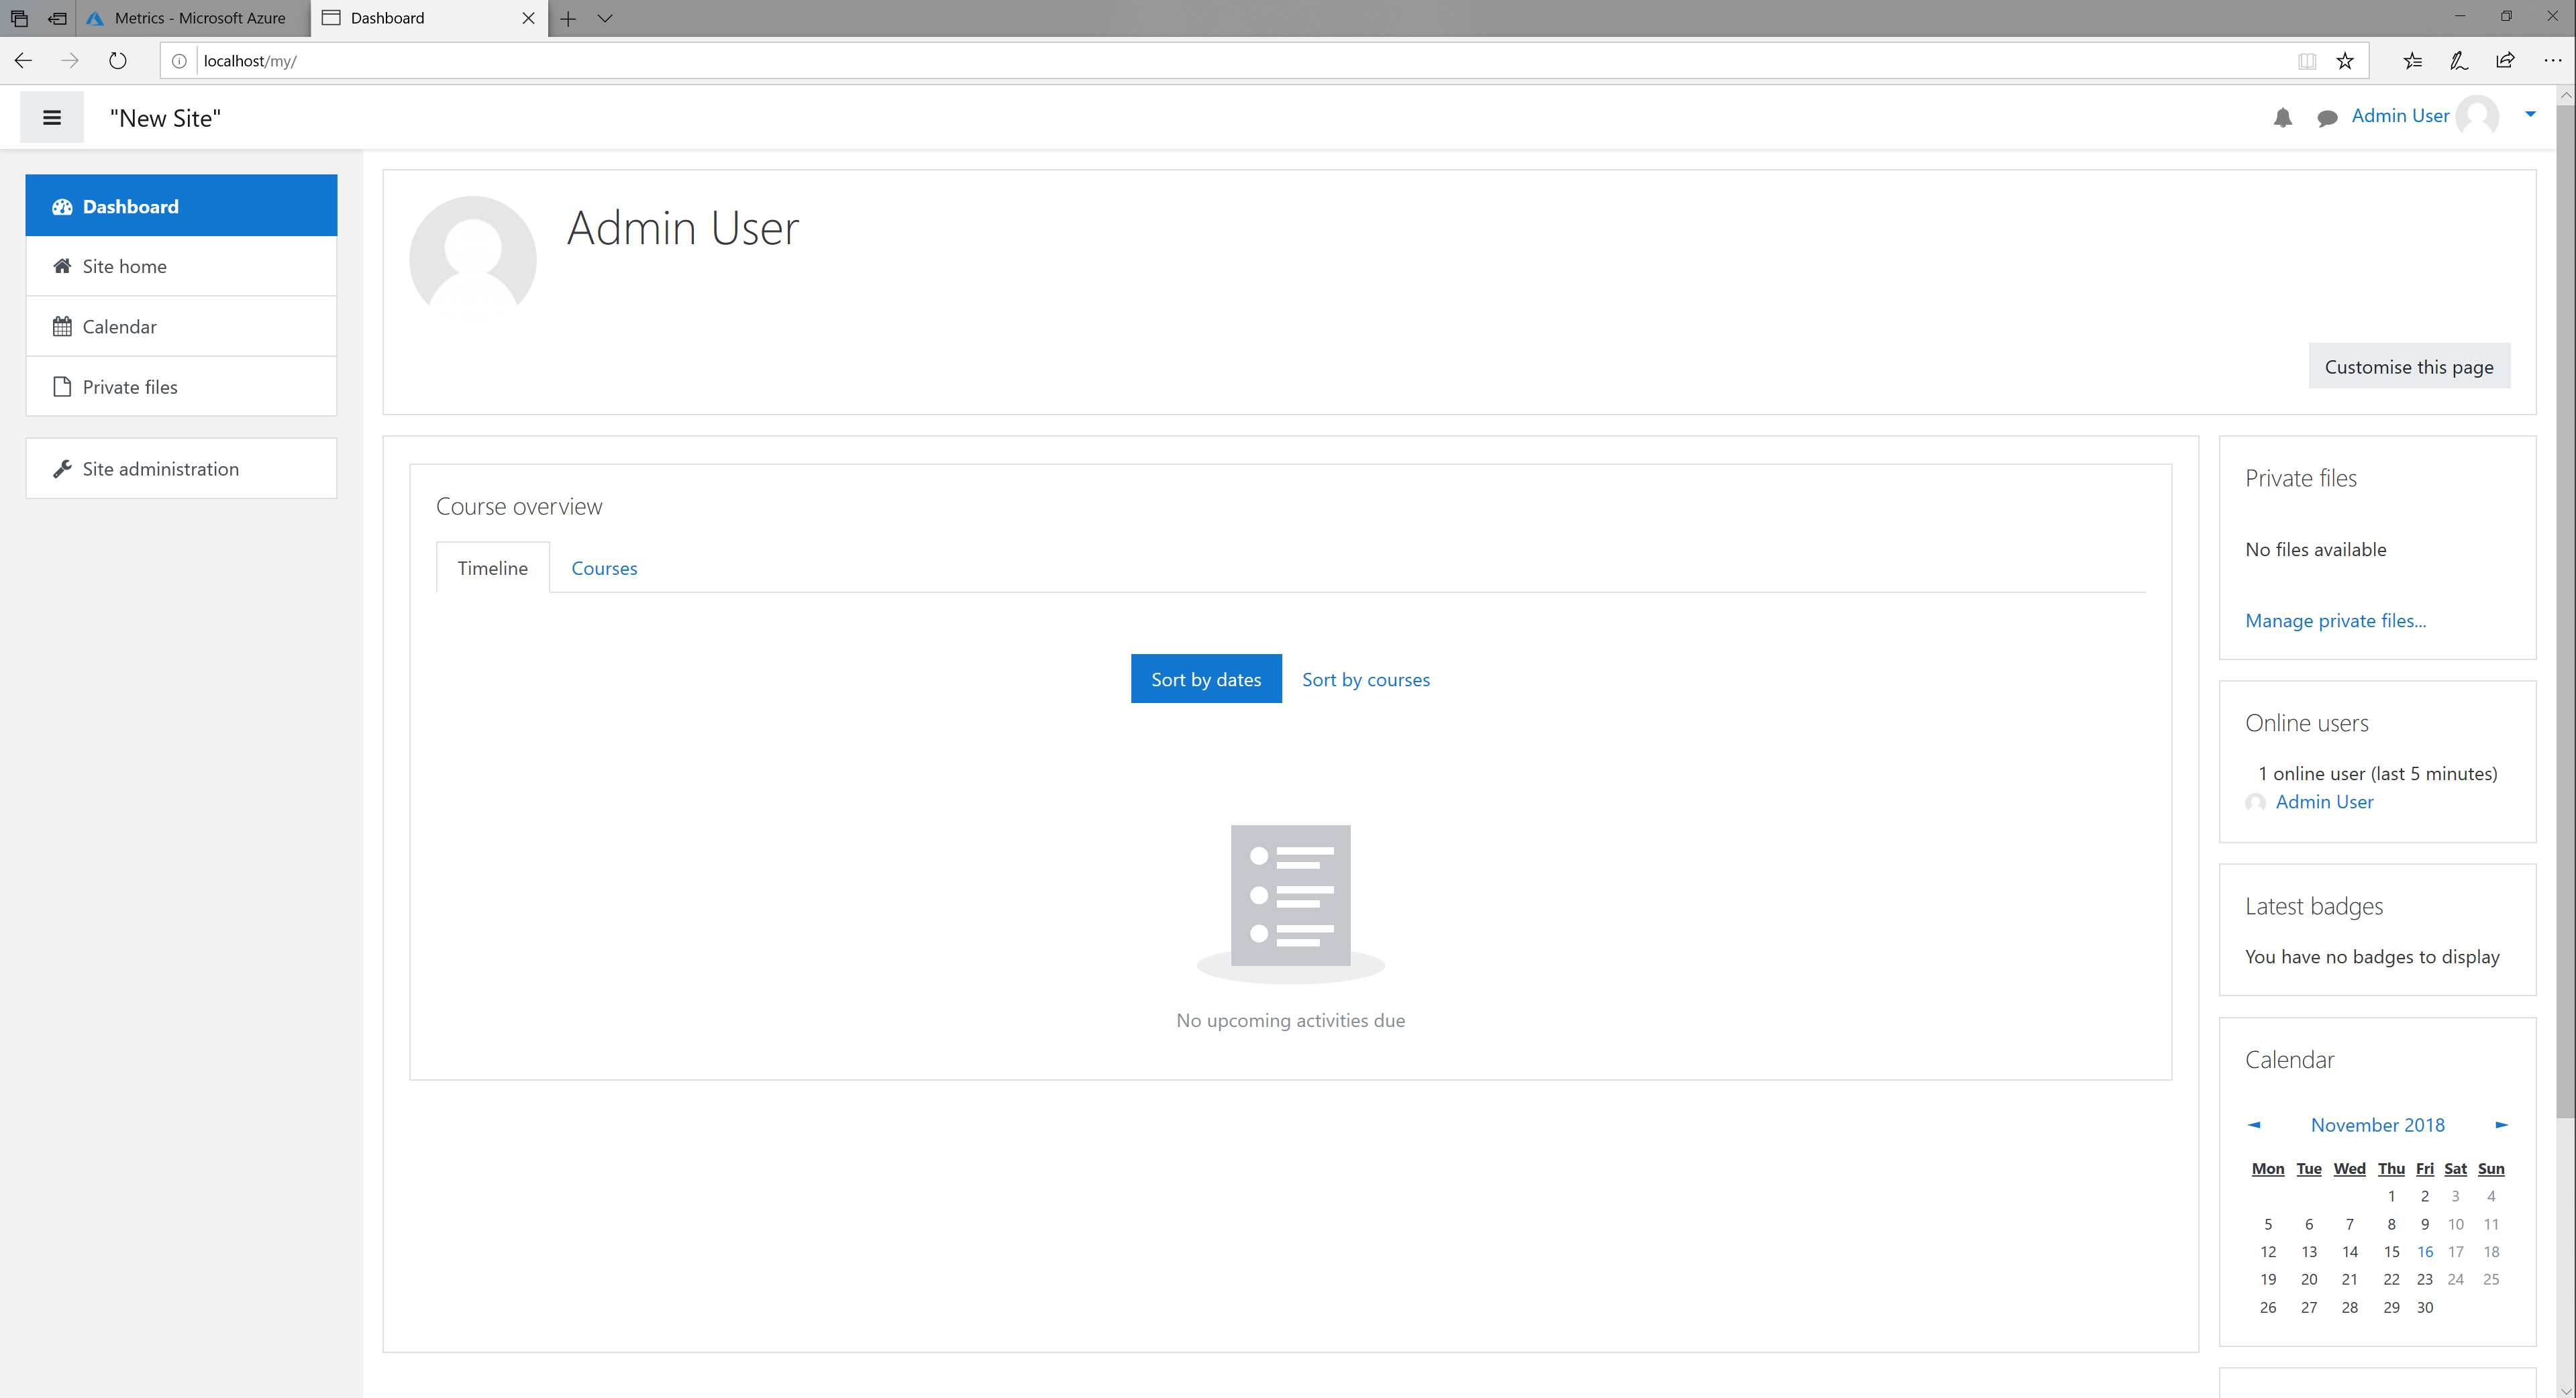 Metrics - Microsoft Azure
Dashboard
localhost/my/
"New Site"
Admin User
Dashboard
Site home
Calendar
Private files
Site administration
Admin User
Customise this page
Course overview
Timeline
Courses
Sort by dates
Sort by courses
No upcoming activities due
Private files
No files available
Manage private files...
Online users
1 online user (last 5 minutes)
Admin User
Latest badges
You have no badges to display
Calendar
◄ November 2018 ►
Mon Tue Wed Thu Fri Sat Sun
1 2 3 4
5 6 7 8 9 10 11
12 13 14 15 16 17 18
19 20 21 22 23 24 25
26 27 28 29 30